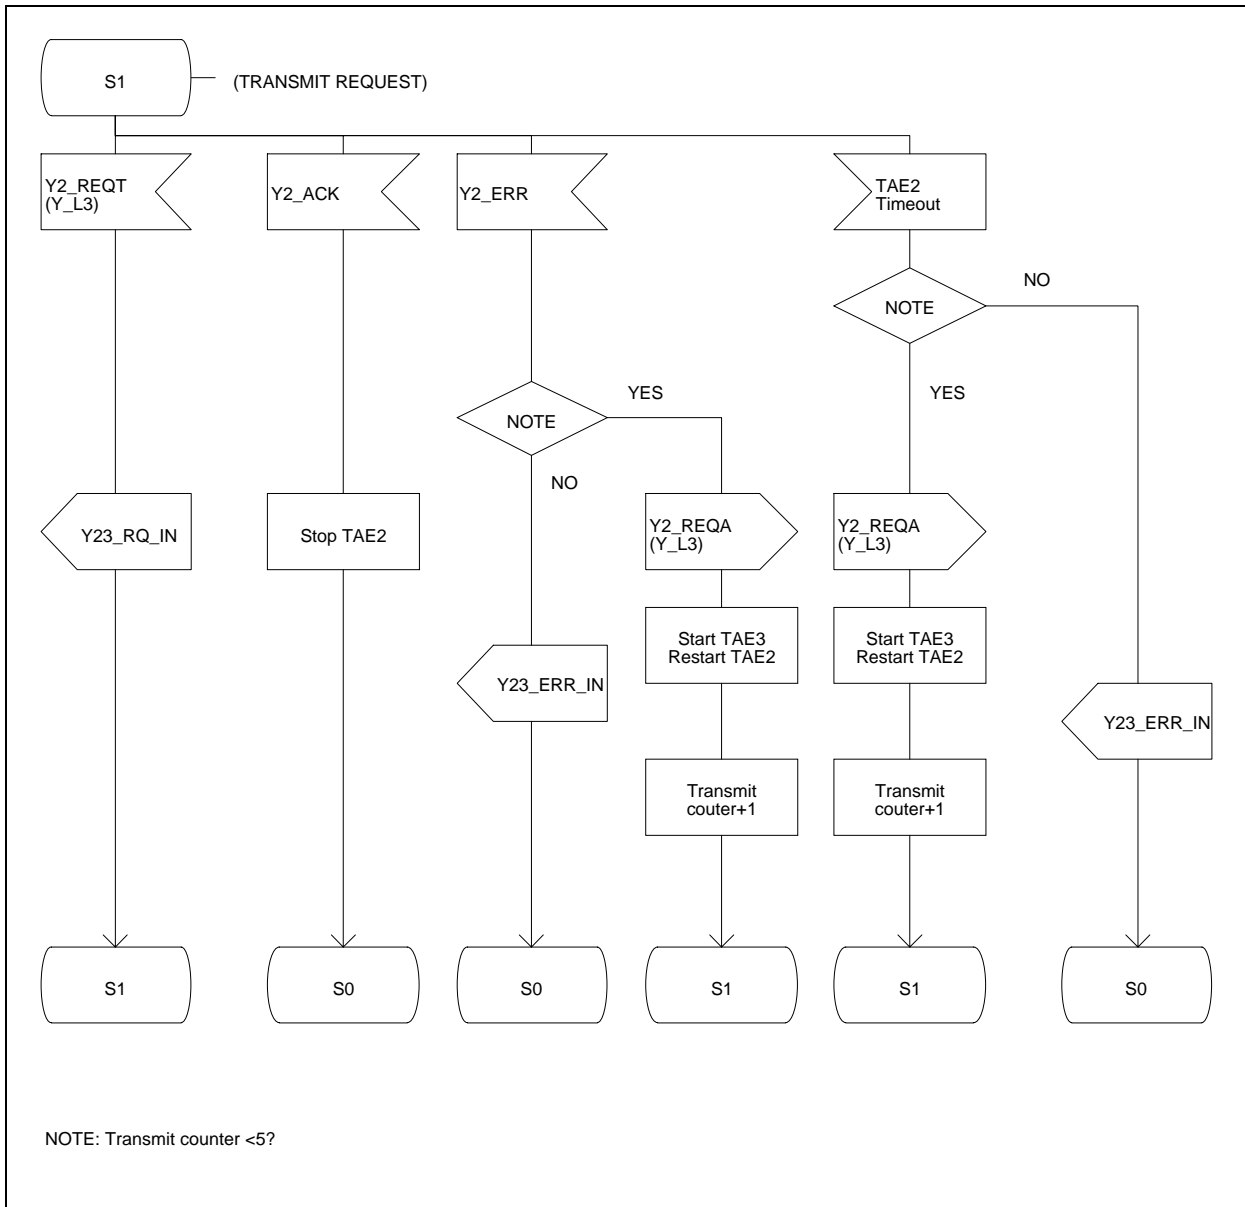 S1
(TRANSMIT REQUEST)
Y2_REQT
(Y_L3)
Y2_ACK
Y2_ERR
TAE2
Timeout
NOTE
NO
YES
YES
NOTE
NO
Y23_RQ_IN
Stop TAE2
Y2_REQA
(Y_L3)
Y2_REQA
(Y_L3)
Start TAE3
Restart TAE2
Start TAE3
Restart TAE2
Y23_ERR_IN
Y23_ERR_IN
Transmit
couter+1
Transmit
couter+1
S1
S0
S0
S1
S1
S0
NOTE: Transmit counter <5?